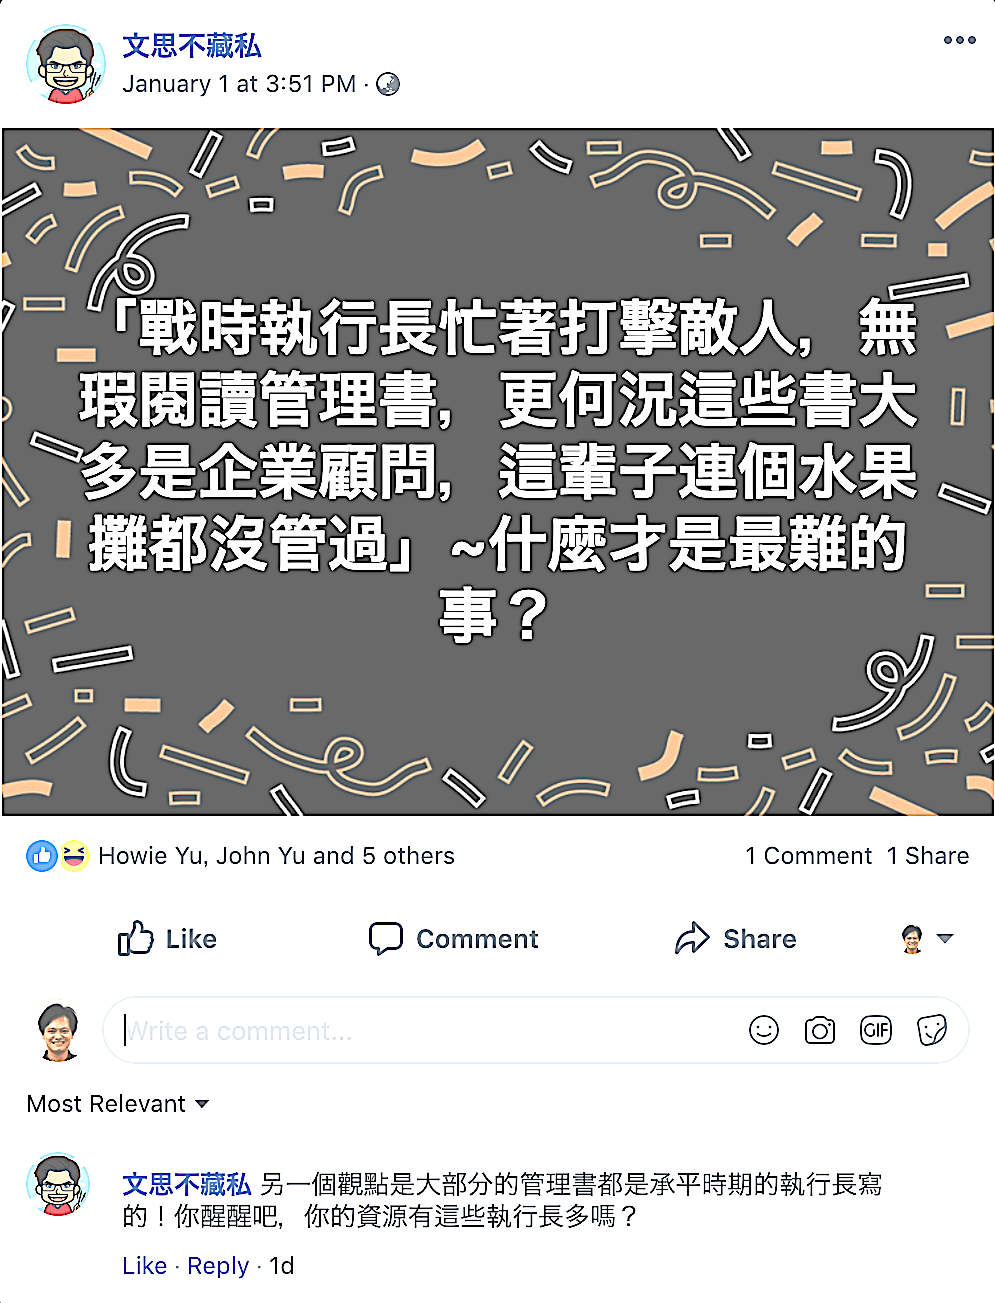 文思不藏私
January 1 at 3:51 PM ·
「戰時執行長忙著打擊敵人，無
瑕閱讀管理書，更何況這些書大
多是企業顧問，這輩子連個水果
攤都沒管過」~什麼才是最難的
事？
Howie Yu, John Yu and 5 others
1 Comment 1 Share
Like
Comment
Share
Write a comment...
GIF
Most Relevant
文思不藏私 另一個觀點是大部分的管理書都是承平時期的執行長寫
的！你醒醒吧，你的資源有這些執行長多嗎？
Like · Reply · 1d